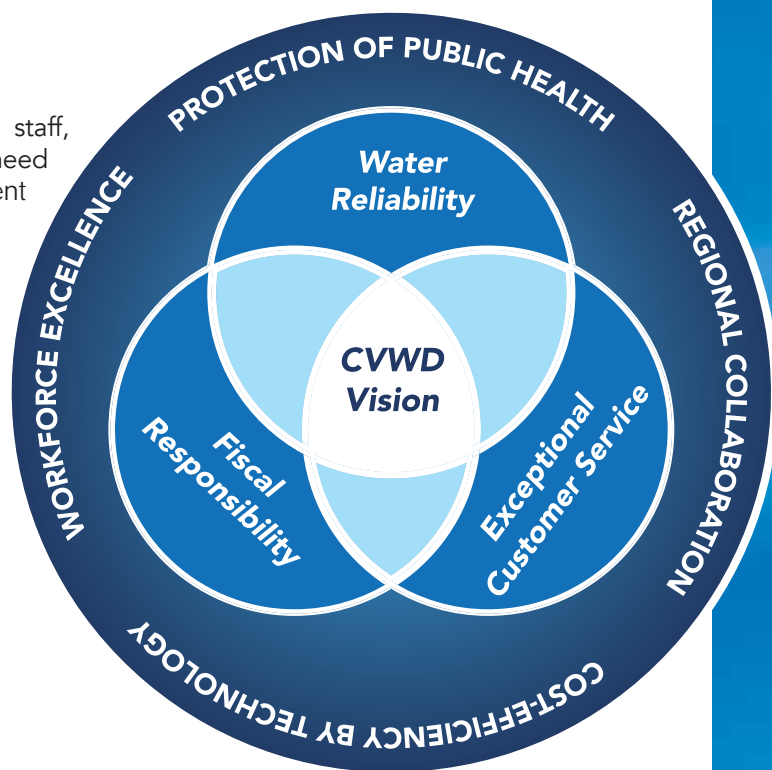 staff,
need
ent
PROTECTION OF PUBLIC HEALTH
WORKFORCE EXCELLENCE
REGIONAL COLLABORATION
COST-EFFICIENCY BY TECHNOLOGY
Water
Reliability
CVWD
Vision
Fiscal
Responsibility
Exceptional
Customer Service